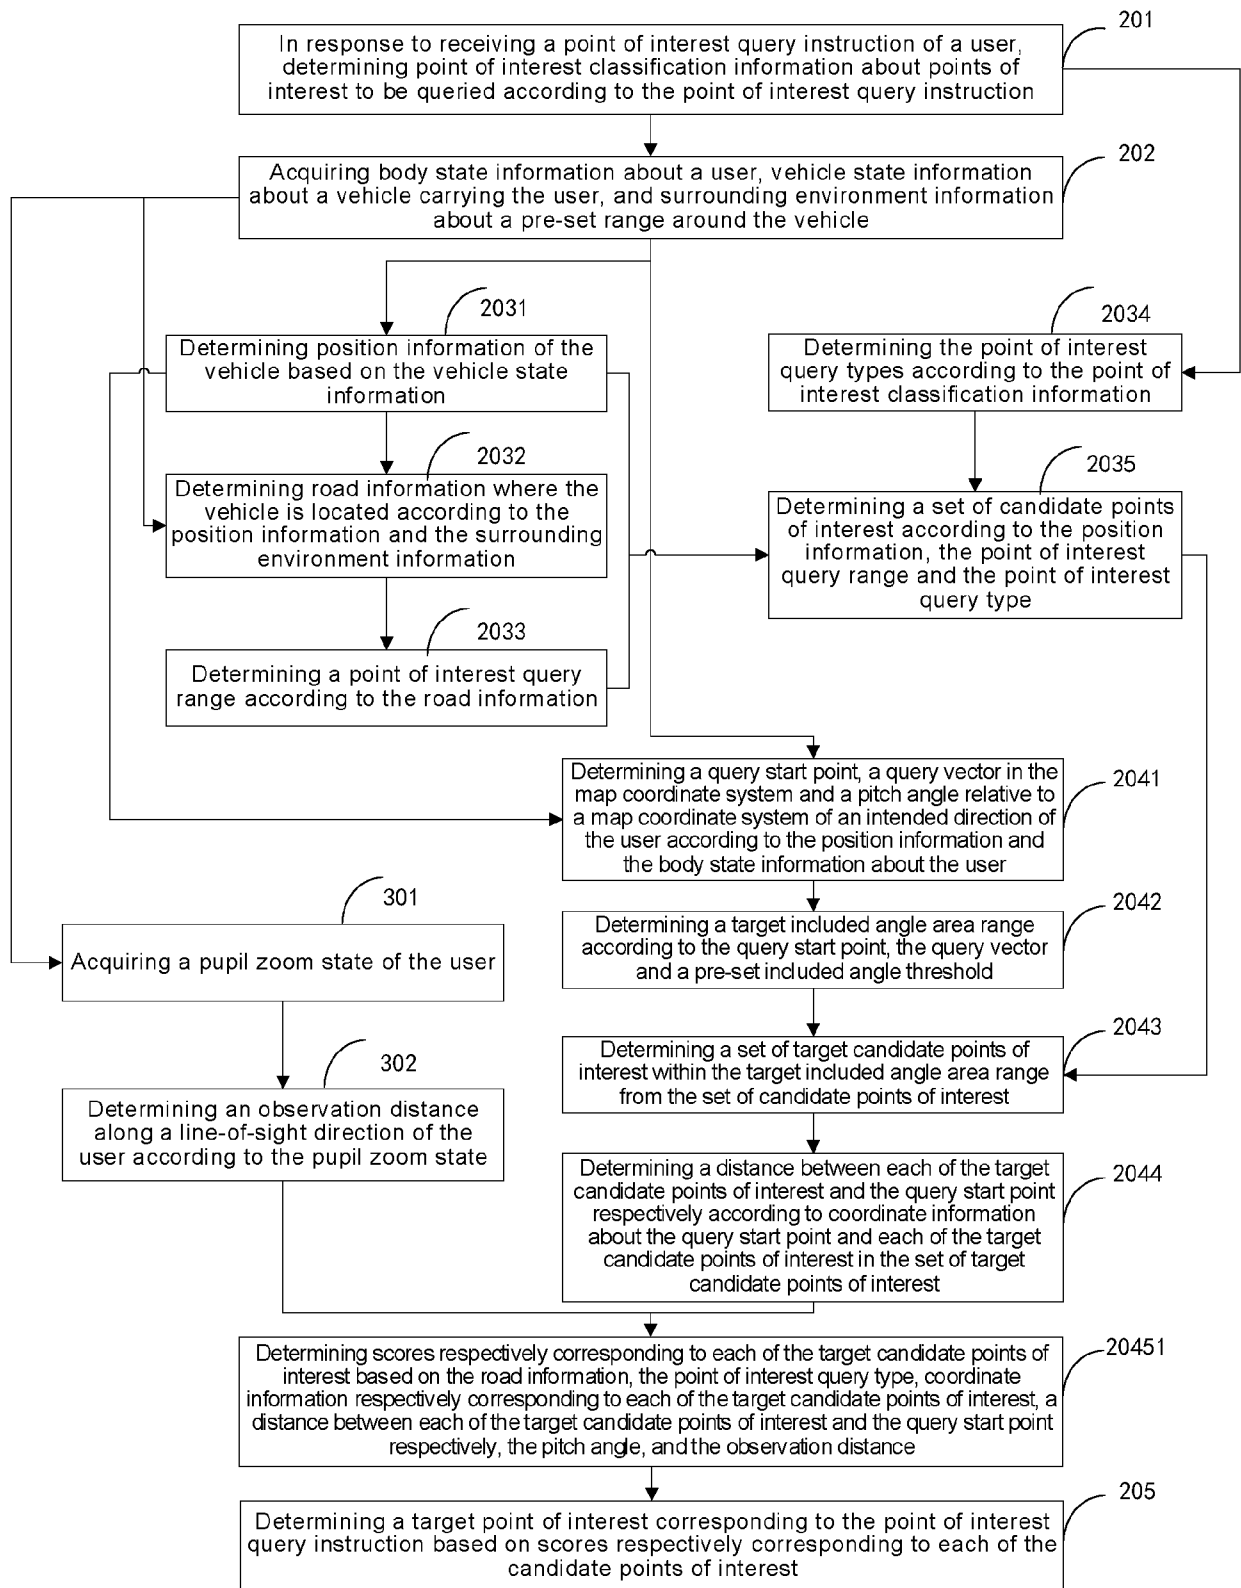 201
In response to receiving a point of interest query instruction of a user,
determining point of interest classification information about points of
interest to be queried according to the point of interest query instruction
202
Acquiring body state information about a user, vehicle state information
about a vehicle carrying the user, and surrounding environment information
about a pre-set range around the vehicle
2031
Determining position information of the
vehicle based on the vehicle state
information
2034
Determining the point of interest
query types according to the point of
interest classification information
2032
Determining road information where the
vehicle is located according to the
position information and the surrounding
environment information
2035
Determining a set of candidate points
of interest according to the position
information, the point of interest
query range and the point of interest
query type
2033
Determining a point of interest query
range according to the road information
2041
Determining a query start point, a query vector in the
map coordinate system and a pitch angle relative to
a map coordinate system of an intended direction of
the user according to the position information and
the body state information about the user
301
Acquiring a pupil zoom state of the user
2042
Determining a target included angle area range
according to the query start point, the query vector
and a pre-set included angle threshold
2043
Determining a set of target candidate points of
interest within the target included angle area range
from the set of candidate points of interest
302
Determining an observation distance
along a line-of-sight direction of the
user according to the pupil zoom state
2044
Determining a distance between each of the target
candidate points of interest and the query start point
respectively according to coordinate information
about the query start point and each of the target
candidate points of interest in the set of target
candidate points of interest
20451
Determining scores respectively corresponding to each of the target candidate points of
interest based on the road information, the point of interest query type, coordinate
information respectively corresponding to each of the target candidate points of interest, a
distance between each of the target candidate points of interest and the query start point
respectively, the pitch angle, and the observation distance
205
Determining a target point of interest corresponding to the point of interest
query instruction based on scores respectively corresponding to each of the
candidate points of interest